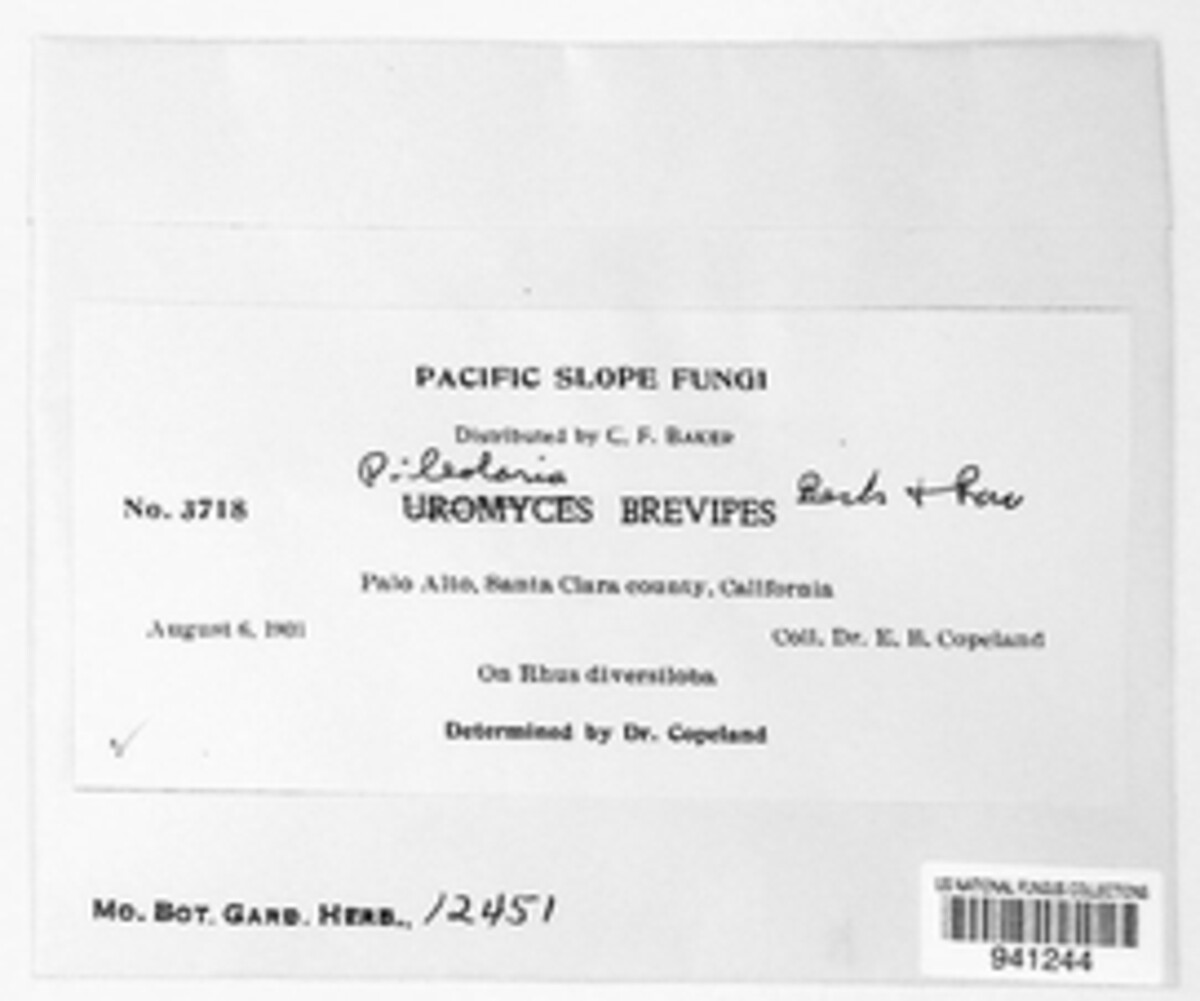 PACIFIC SLOPE FUNGI
Distributed by C. F. BAKER
Pileolaria
No. 3718 UROMYCES BREVIPES Berk + Rav
Palo Alto, Santa Clara county, California
August 6, 1901 Coll. Dr. E. B. Copeland
On Rhus diversiloba
Determined by Dr. Copeland
MO. BOT. GARD. HERB., 12451
US NATIONAL FUNGUS COLLECTIONS
941244